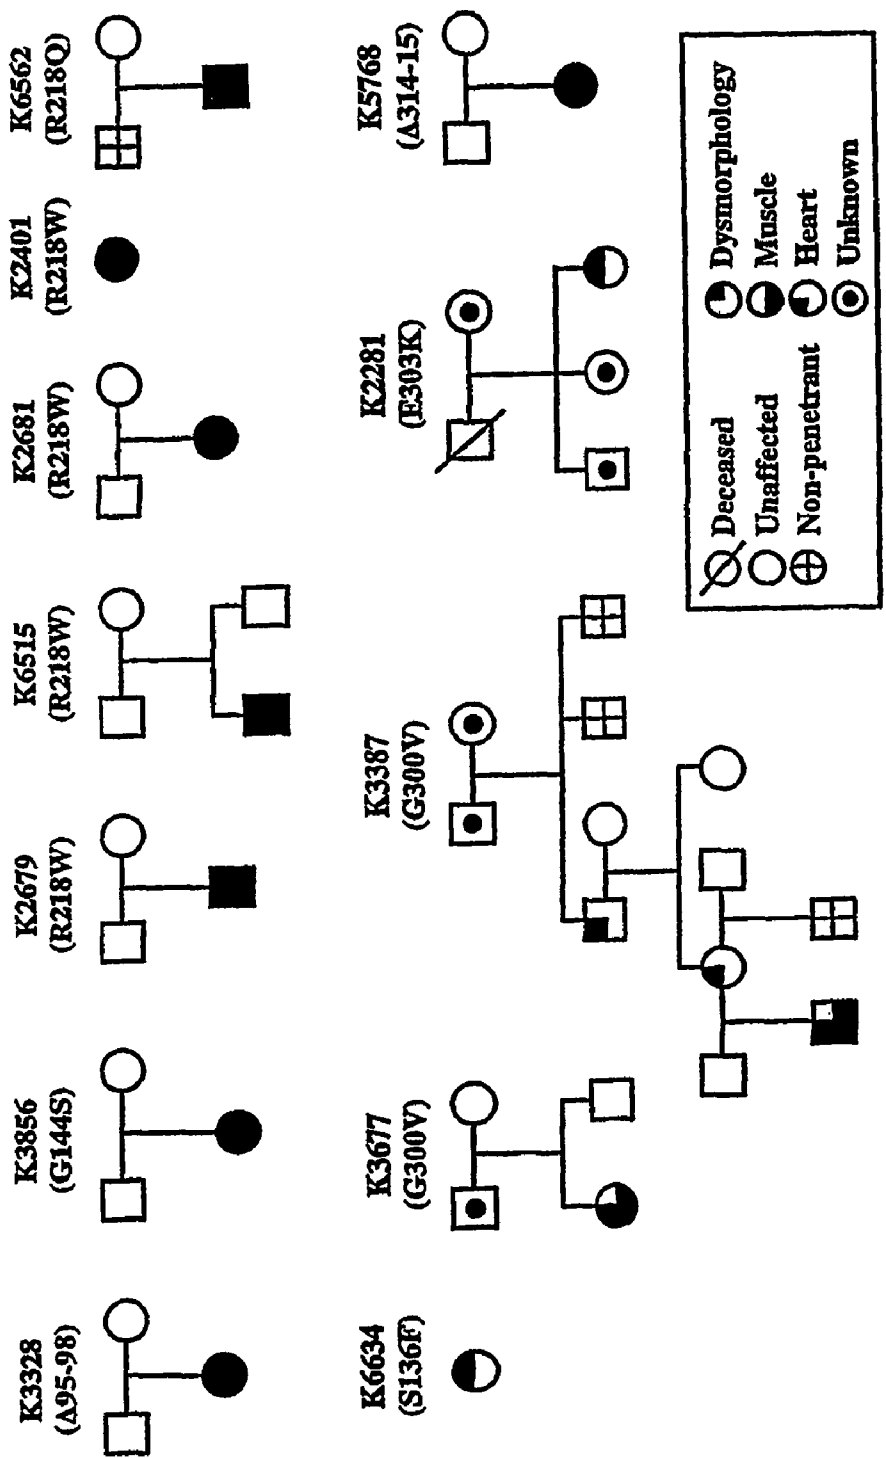 K3328
(Δ95-98)
K3856
(G144S)
K2679
(R218W)
K6515
(R218W)
K2681
(R218W)
K2401
(R218W)
K6562
(R218Q)
K6634
(S136F)
K3677
(G300V)
K3387
(G300V)
K2281
(E303K)
K5768
(Δ314-15)
Deceased
Unaffected
Non-penetrant
Dysmorphology
Muscle
Heart
Unknown